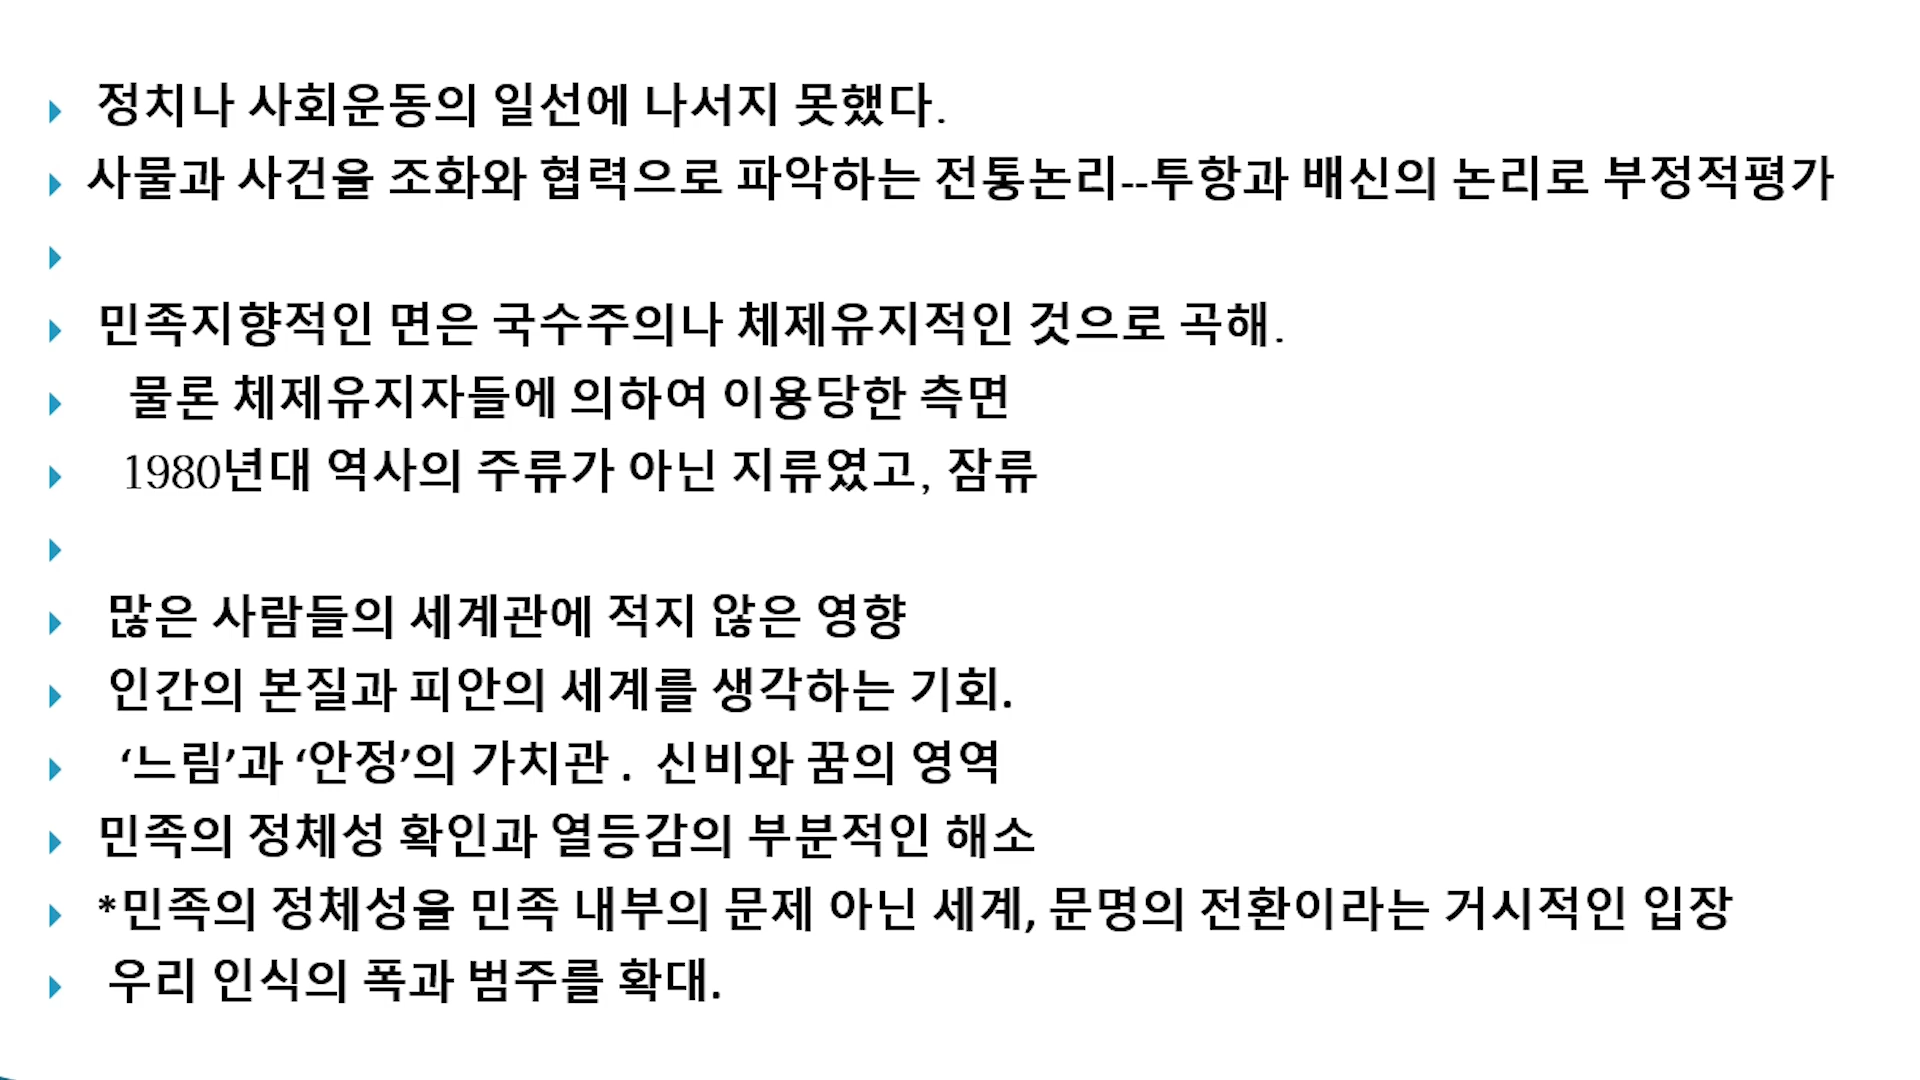 정치나 사회운동의 일선에 나서지 못했다.
사물과 사건을 조화와 협력으로 파악하는 전통논리--투항과 배신의 논리로 부정적평가
민족지향적인 면은 국수주의나 체제유지적인 것으로 곡해.
물론 체제유지자들에 의하여 이용당한 측면
1980년대 역사의 주류가 아닌 지류였고, 잠류
많은 사람들의 세계관에 적지 않은 영향
인간의 본질과 피안의 세계를 생각하는 기회.
‘느림’과 ‘안정’의 가치관 . 신비와 꿈의 영역
민족의 정체성 확인과 열등감의 부분적인 해소
*민족의 정체성을 민족 내부의 문제 아닌 세계, 문명의 전환이라는 거시적인 입장
우리 인식의 폭과 범주를 확대.